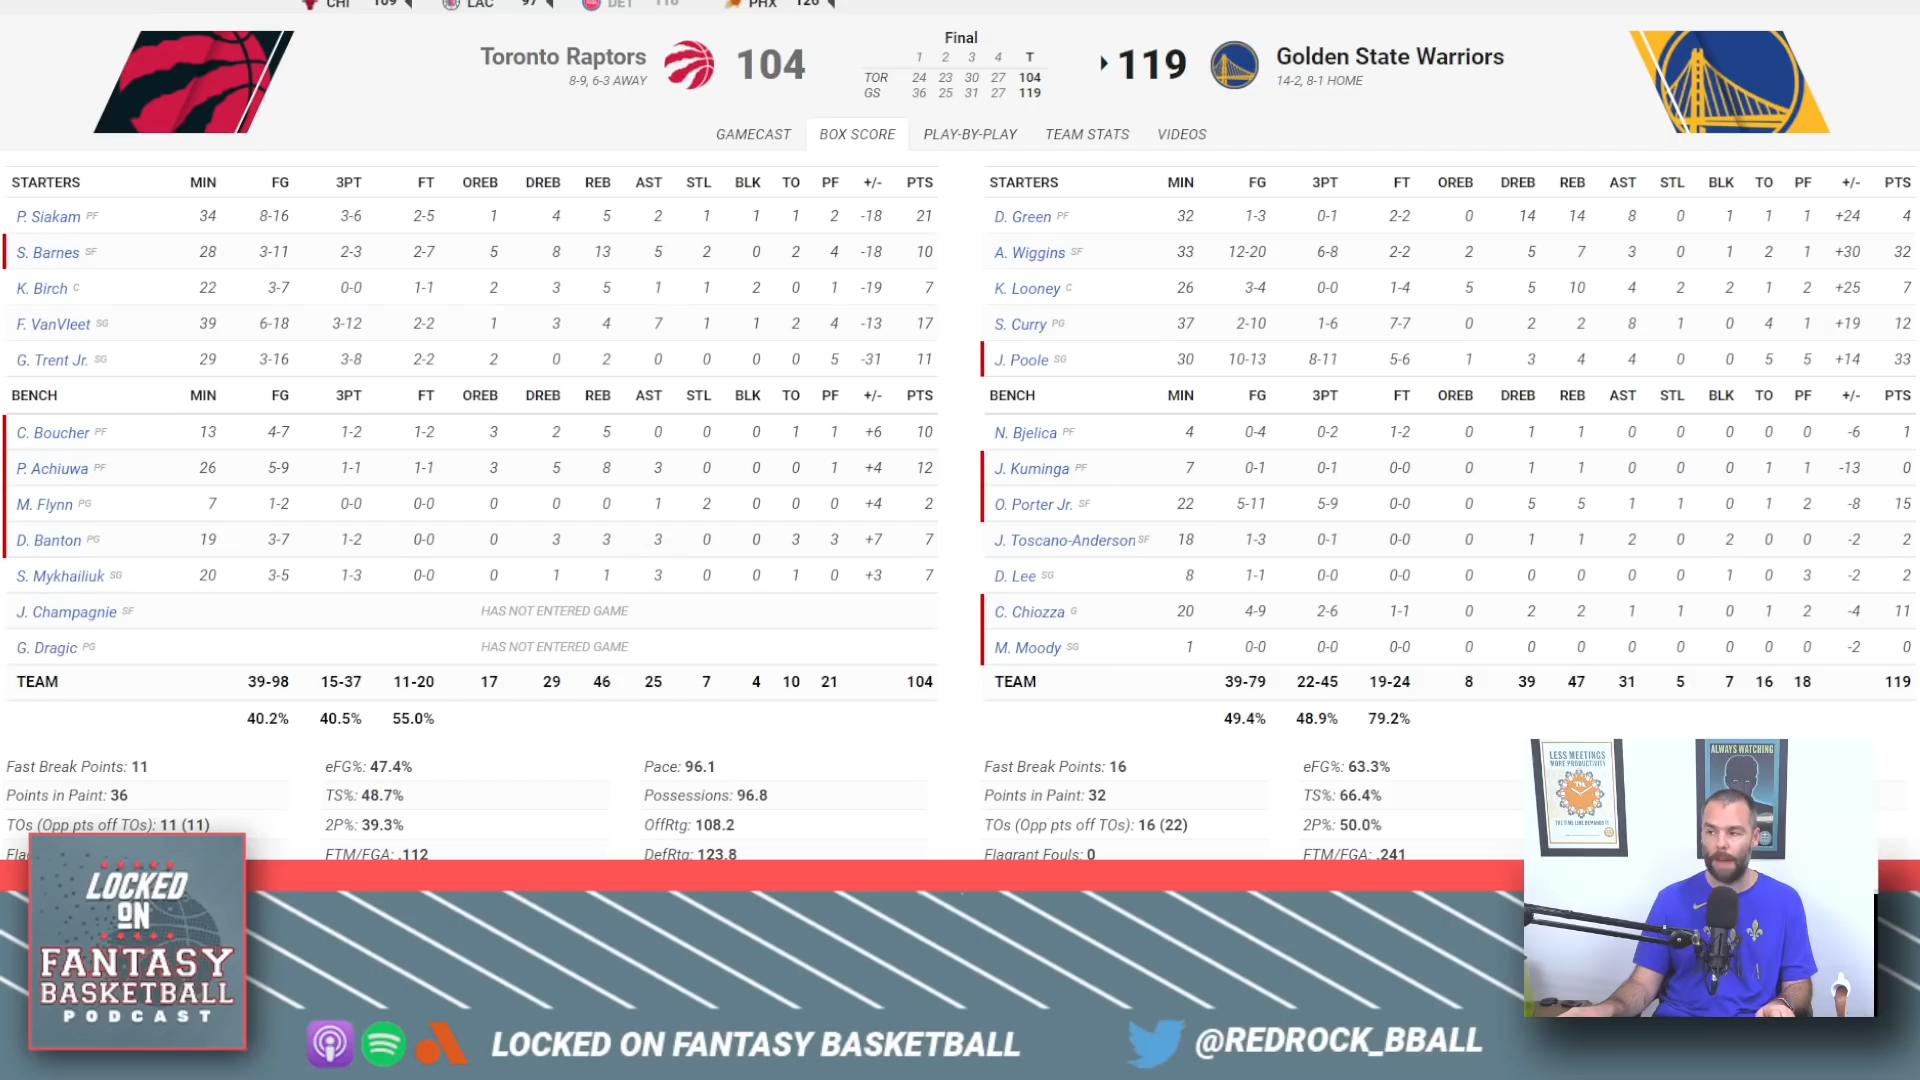 CHI 109 LAC 97 DET 116 PHX 126
Final
Toronto Raptors 104 1 2 3 4 T 119 Golden State Warriors
8-9, 6-3 AWAY TOR 24 23 30 27 104 14-2, 8-1 HOME
GS 36 25 31 27 119
GAMECAST BOX SCORE PLAY-BY-PLAY TEAM STATS VIDEOS
STARTERS MIN FG 3PT FT OREB DREB REB AST STL BLK TO PF +/- PTS
P. Siakam PF 34 8-16 3-6 2-5 1 4 5 2 1 1 1 2 -18 21
S. Barnes SF 28 3-11 2-3 2-7 5 8 13 5 2 0 2 4 -18 10
K. Birch C 22 3-7 0-0 1-1 2 3 5 1 1 2 0 1 -19 7
F. VanVleet SG 39 6-18 3-12 2-2 1 3 4 7 1 1 2 4 -13 17
G. Trent Jr. SG 29 3-16 3-8 2-2 2 0 2 0 0 0 0 5 -31 11
BENCH MIN FG 3PT FT OREB DREB REB AST STL BLK TO PF +/- PTS
C. Boucher PF 13 4-7 1-2 1-2 3 2 5 0 0 0 1 1 +6 10
P. Achiuwa PF 26 5-9 1-1 1-1 3 5 8 3 0 0 0 1 +4 12
M. Flynn PG 7 1-2 0-0 0-0 0 0 0 1 2 0 0 0 +4 2
D. Banton PG 19 3-7 1-2 0-0 0 3 3 3 0 0 3 3 +7 7
S. Mykhailiuk SG 20 3-5 1-3 0-0 0 1 1 3 0 0 1 0 +3 7
J. Champagnie SF HAS NOT ENTERED GAME
G. Dragic PG HAS NOT ENTERED GAME
TEAM 39-98 15-37 11-20 17 29 46 25 7 4 10 21 104
40.2% 40.5% 55.0%
Fast Break Points: 11 eFG%: 47.4% Pace: 96.1
Points in Paint: 36 TS%: 48.7% Possessions: 96.8
TOs (Opp pts off TOs): 11 (11) 2P%: 39.3% OffRtg: 108.2
Fla FTM/FGA: .112 DefRtg: 123.8
STARTERS MIN FG 3PT FT OREB DREB REB AST STL BLK TO PF +/- PTS
D. Green PF 32 1-3 0-1 2-2 0 14 14 8 0 1 1 1 +24 4
A. Wiggins SF 33 12-20 6-8 2-2 2 5 7 3 0 1 2 1 +30 32
K. Looney C 26 3-4 0-0 1-4 5 5 10 4 2 2 1 2 +25 7
S. Curry PG 37 2-10 1-6 7-7 0 2 2 8 1 0 4 1 +19 12
J. Poole SG 30 10-13 8-11 5-6 1 3 4 4 0 0 5 5 +14 33
BENCH MIN FG 3PT FT OREB DREB REB AST STL BLK TO PF +/- PTS
N. Bjelica PF 4 0-4 0-2 1-2 0 1 1 0 0 0 0 0 -6 1
J. Kuminga PF 7 0-1 0-1 0-0 0 1 1 0 0 0 1 1 -13 0
O. Porter Jr. SF 22 5-11 5-9 0-0 0 5 5 1 1 0 1 2 -8 15
J. Toscano-Anderson SF 18 1-3 0-1 0-0 0 1 1 2 0 2 0 0 -2 2
D. Lee SG 8 1-1 0-0 0-0 0 0 0 0 0 1 0 3 -2 2
C. Chiozza G 20 4-9 2-6 1-1 0 2 2 1 1 0 1 2 -4 11
M. Moody SG 1 0-0 0-0 0-0 0 0 0 0 0 0 0 0 -2 0
TEAM 39-79 22-45 19-24 8 39 47 31 5 7 16 18 119
49.4% 48.9% 79.2%
Fast Break Points: 16 eFG%: 63.3%
Points in Paint: 32 TS%: 66.4%
TOs (Opp pts off TOs): 16 (22) 2P%: 50.0%
Flagrant Fouls: 0 FTM/FGA: .241
LESS MEETINGS
MORE PRODUCTIVITY
ALWAYS WATCHING
LOCKED
ON
FANTASY
BASKETBALL
PODCAST
LOCKED ON FANTASY BASKETBALL
@REDROCK_BBALL